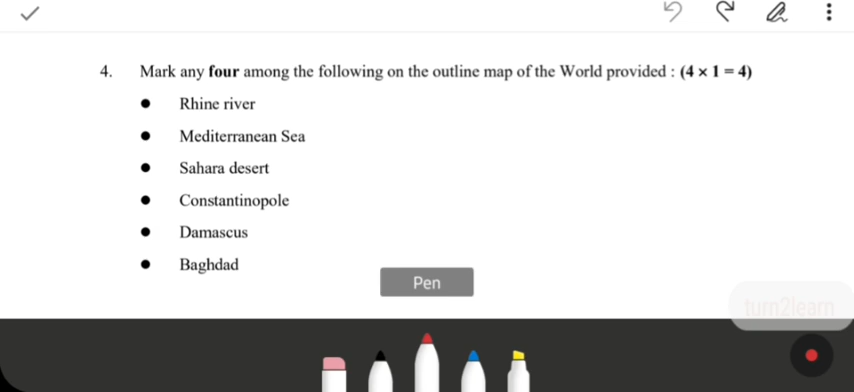 4. Mark any four among the following on the outline map of the World provided : (4 × 1 = 4)
● Rhine river
● Mediterranean Sea
● Sahara desert
● Constantinopole
● Damascus
● Baghdad
Pen
turn2learn